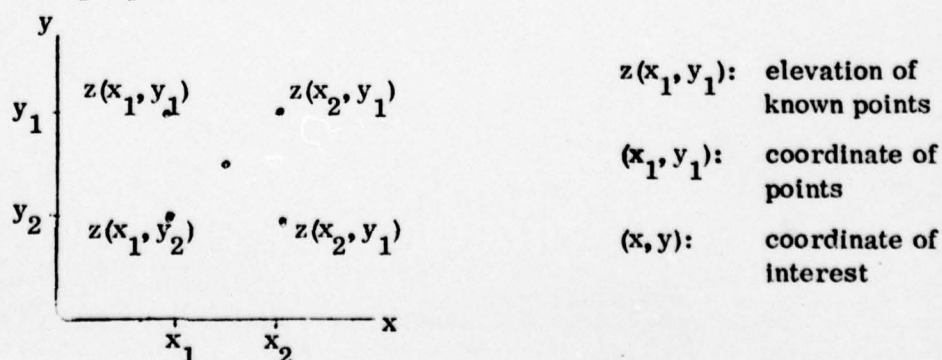 y
z(x₁, y₁) z(x₂, y₁)
y₁
y₂
z(x₁, y₂) z(x₂, y₁)
x
x₁ x₂
z(x₁, y₁): elevation of
known points
(x₁, y₁): coordinate of
points
(x, y): coordinate of
interest